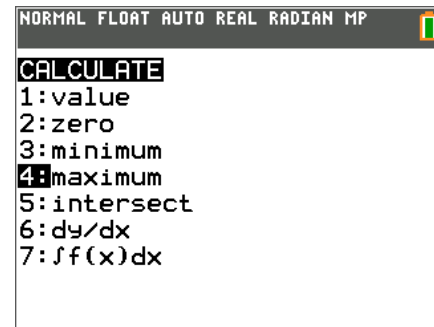 NORMAL FLOAT AUTO REAL RADIAN MP
CALCULATE
1:value
2:zero
3:minimum
4:maximum
5:intersect
6:dy/dx
7:∫f(x)dx